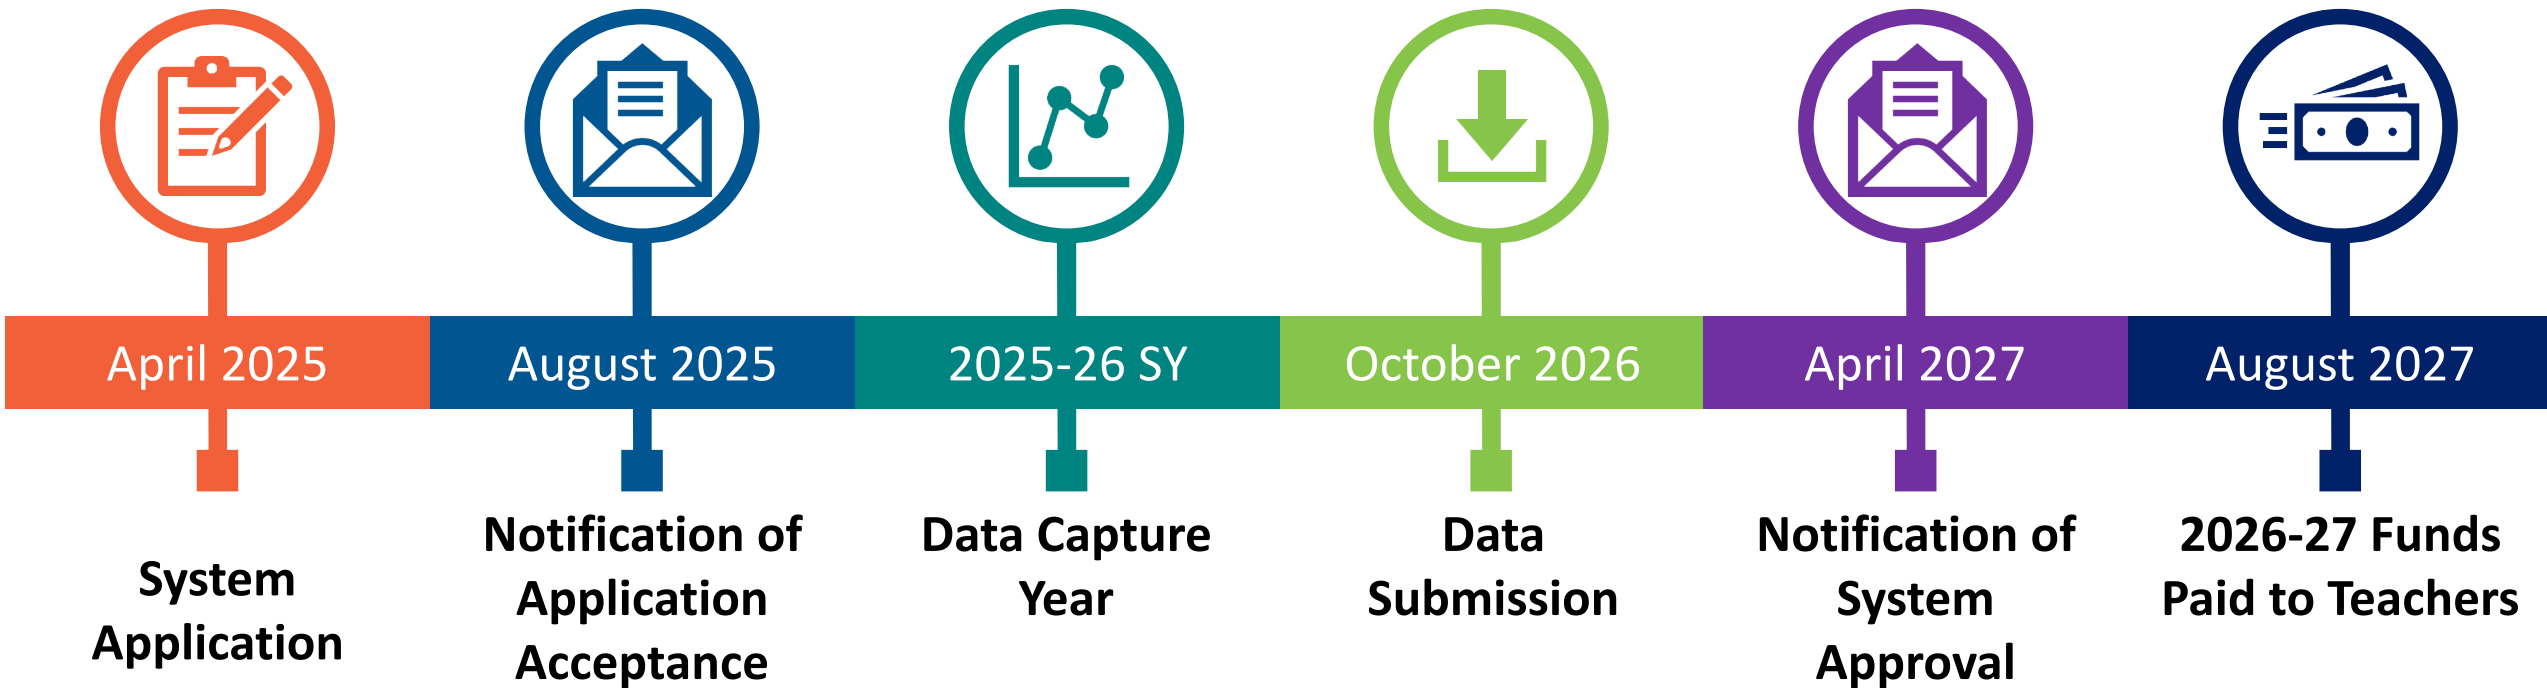 April 2025
August 2025
2025-26 SY
October 2026
April 2027
August 2027
System
Application
Notification of
Application
Acceptance
Data Capture
Year
Data
Submission
Notification of
System
Approval
2026-27 Funds
Paid to Teachers